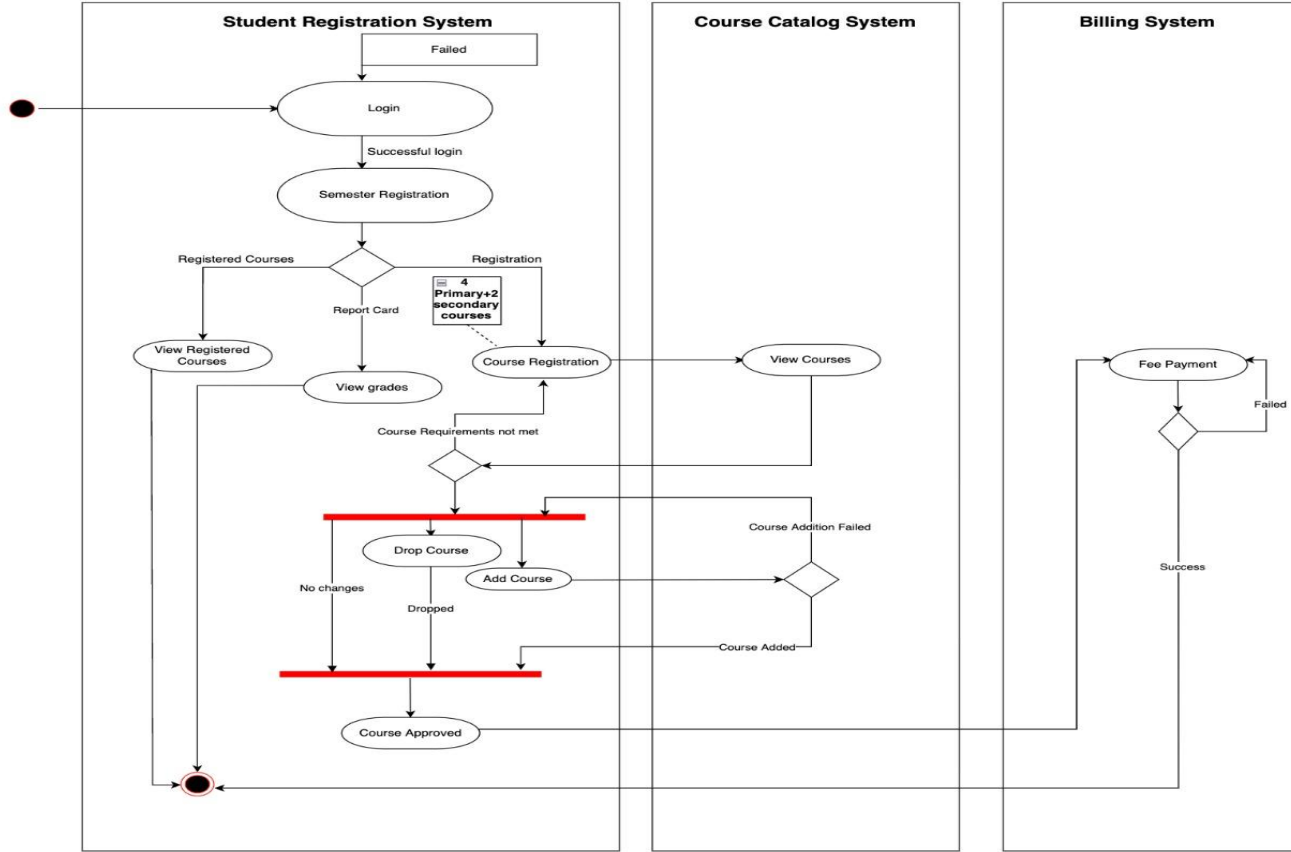 Student Registration System
Course Catalog System
Billing System
Failed
Login
Successful login
Semester Registration
Registered Courses
Registration
4
Primary+2
secondary
courses
Report Card
View Registered
Courses
Course Registration
View Courses
Fee Payment
View grades
Failed
Course Requirements not met
Course Addition Failed
Drop Course
Add Course
Success
No changes
Dropped
Course Added
Course Approved